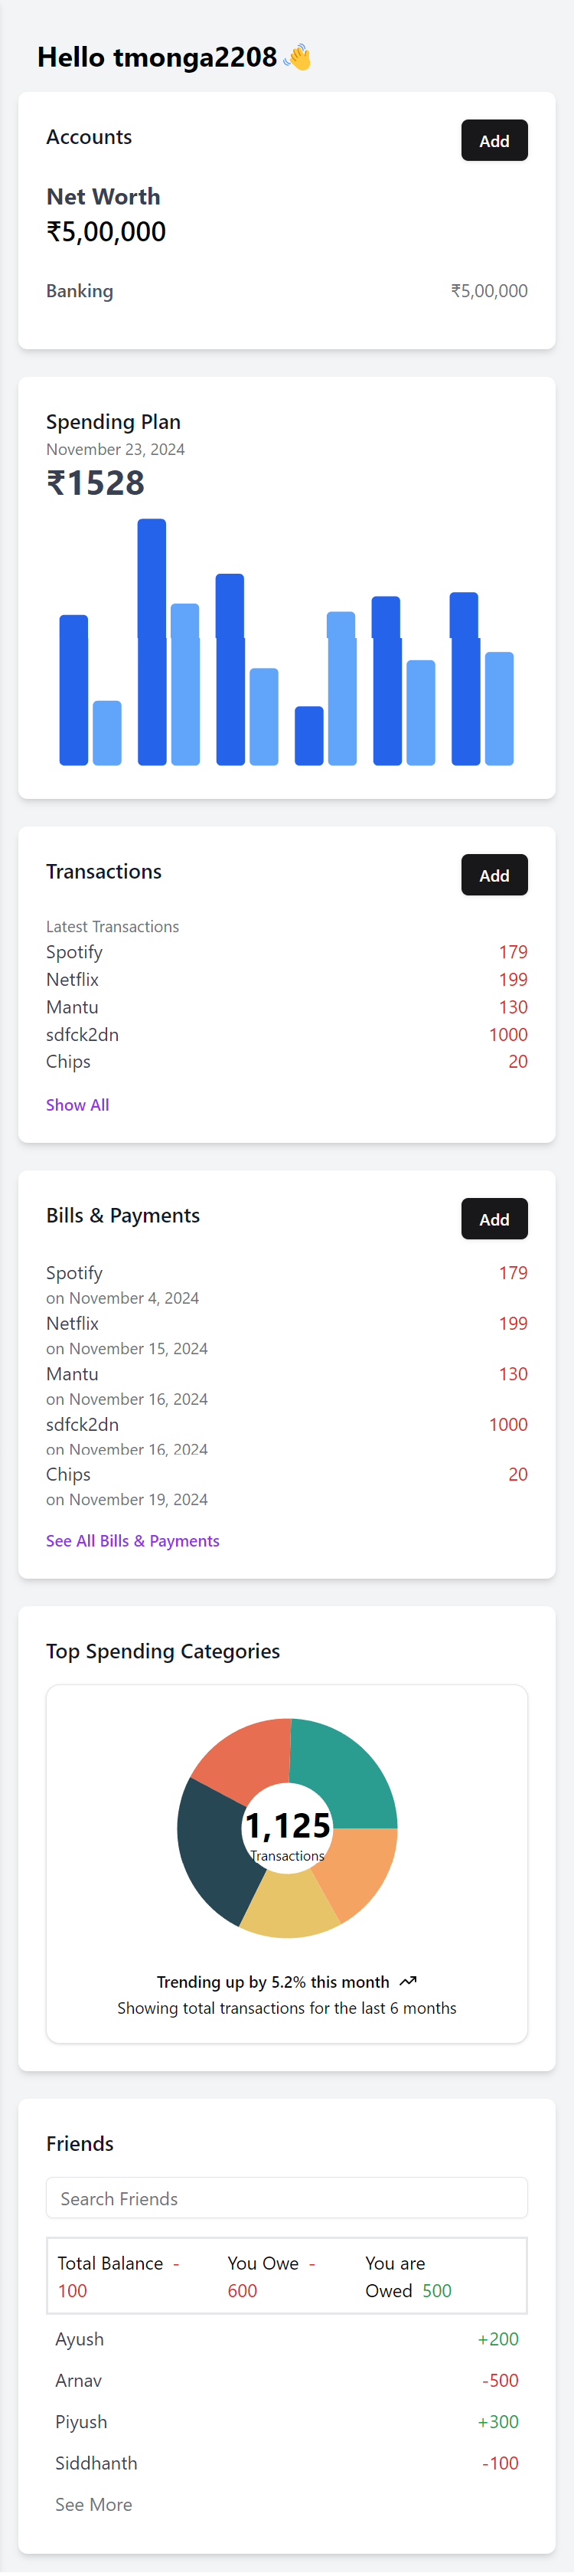 Hello tmonga2208 👋
Accounts
Add
Net Worth
₹5,00,000
Banking ₹5,00,000
Spending Plan
November 23, 2024
₹1528
Transactions
Add
Latest Transactions
Spotify 179
Netflix 199
Mantu 130
sdfck2dn 1000
Chips 20
Show All
Bills & Payments
Add
Spotify 179
on November 4, 2024
Netflix 199
on November 15, 2024
Mantu 130
on November 16, 2024
sdfck2dn 1000
on November 16, 2024
Chips 20
on November 19, 2024
See All Bills & Payments
Top Spending Categories
1,125
Transactions
Trending up by 5.2% this month
Showing total transactions for the last 6 months
Friends
Search Friends
Total Balance -
100
You Owe -
600
You are
Owed 500
Ayush +200
Arnav -500
Piyush +300
Siddhanth -100
See More